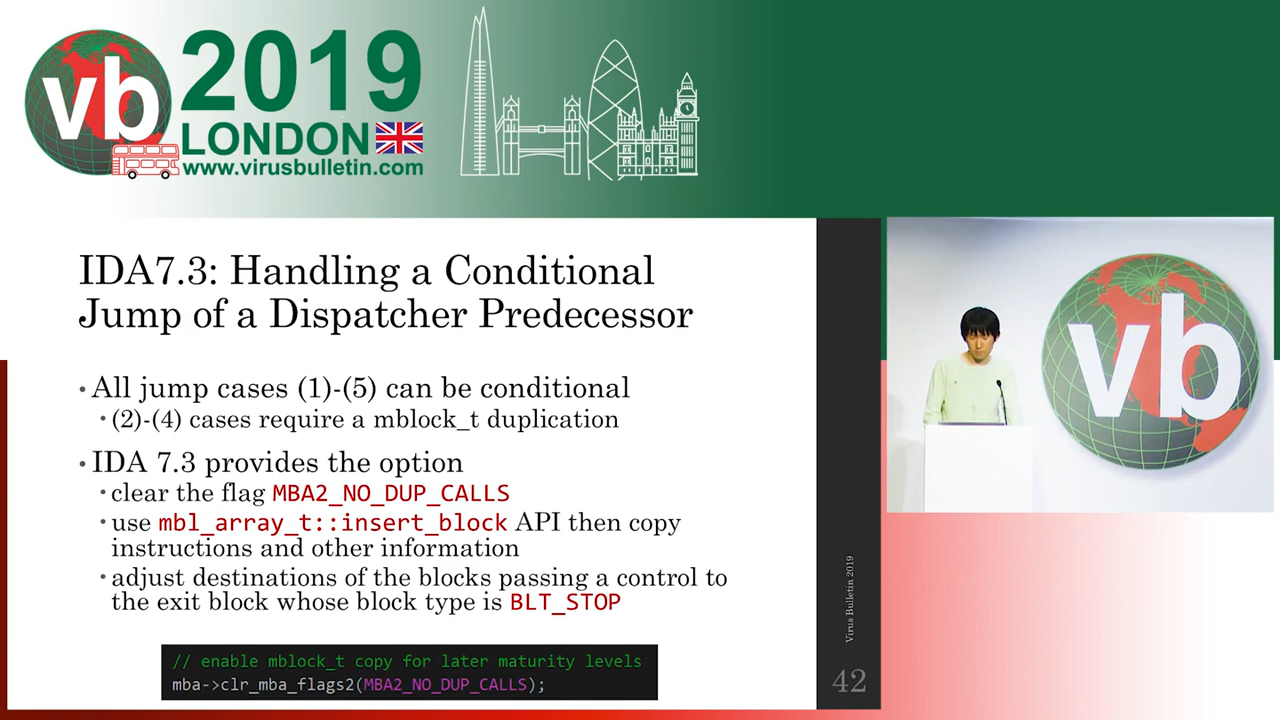 vb
2019
LONDON
www.virusbulletin.com
IDA7.3: Handling a Conditional
Jump of a Dispatcher Predecessor
• All jump cases (1)-(5) can be conditional
• (2)-(4) cases require a mblock_t duplication
• IDA 7.3 provides the option
• clear the flag MBA2_NO_DUP_CALLS
• use mbl_array_t::insert_block API then copy
instructions and other information
• adjust destinations of the blocks passing a control to
the exit block whose block type is BLT_STOP
// enable mblock_t copy for later maturity levels
mba->clr_mba_flags2(MBA2_NO_DUP_CALLS);
Virus Bulletin 2019
42
vb